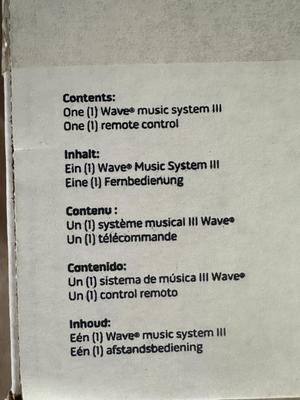 Contents:
One (1) Wave® music system III
One (1) remote control
Inhalt:
Ein (1) Wave® Music System III
Eine (1) Fernbedienung
Contenu :
Un (1) système musical III Wave®
Un (1) télécommande
Contenido:
Un (1) sistema de música III Wave®
Un (1) control remoto
Inhoud:
Eén (1) Wave® music system III
Eén (1) afstandsbediening